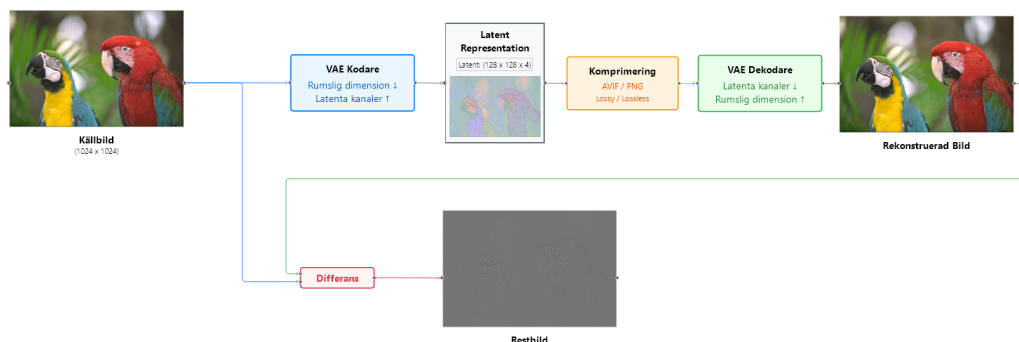 Källbild
(1024 x 1024)
VAE Kodare
Rumslig dimension ↓
Latenta kanaler ↑
Latent
Representation
Latent: (128 x 128 x 4)
Komprimering
AVIF / PNG
Lossy / Lossless
VAE Dekodare
Latenta kanaler ↓
Rumslig dimension ↑
Rekonstruerad Bild
Differans
Restbild